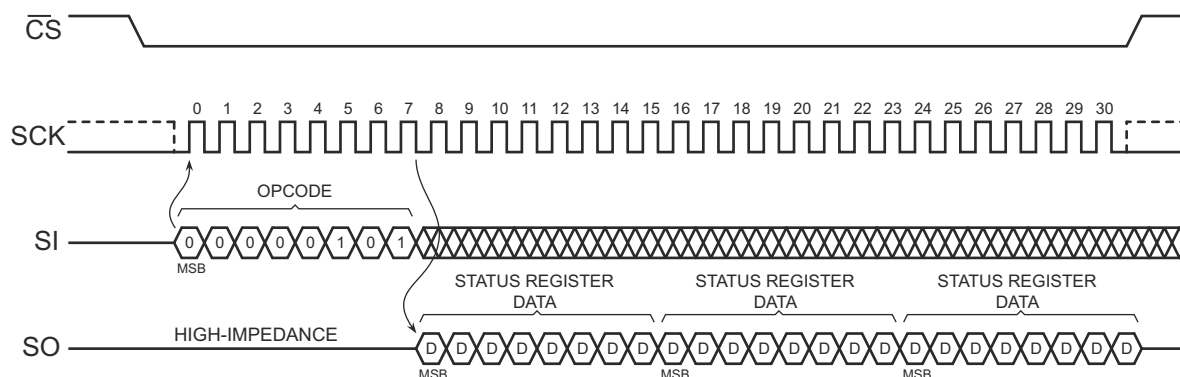 CS
0 1 2 3 4 5 6 7 8 9 10 11 12 13 14 15 16 17 18 19 20 21 22 23 24 25 26 27 28 29 30
SCK
OPCODE
SI 0 0 0 0 0 1 0 1
MSB
STATUS REGISTER DATA STATUS REGISTER DATA STATUS REGISTER DATA
HIGH-IMPEDANCE
SO D D D D D D D D D D D D D D D D D D D D D D D D
MSB MSB MSB